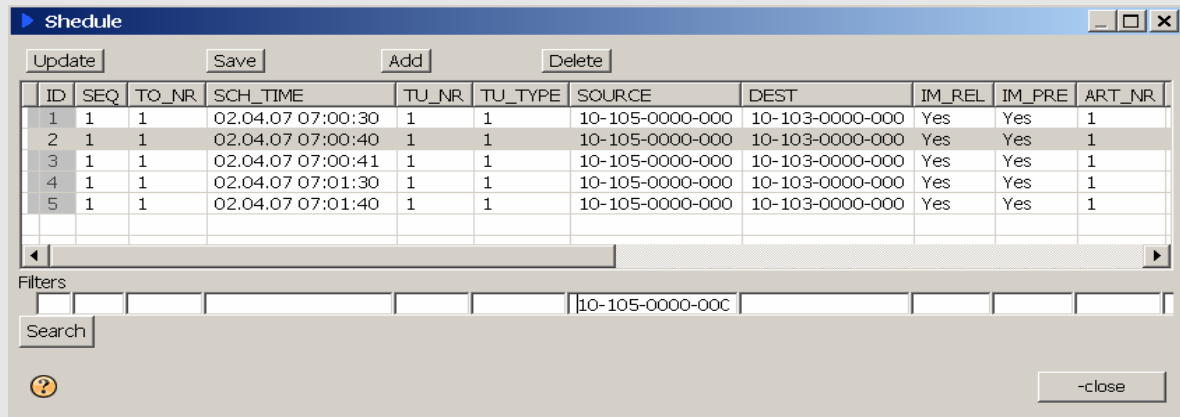 Shedule
Update Save Add Delete
ID SEQ TO_NR SCH_TIME TU_NR TU_TYPE SOURCE DEST IM_REL IM_PRE ART_NR
1 1 1 02.04.07 07:00:30 1 1 10-105-0000-000 10-103-0000-000 Yes Yes 1
2 1 1 02.04.07 07:00:40 1 1 10-105-0000-000 10-103-0000-000 Yes Yes 1
3 1 1 02.04.07 07:00:41 1 1 10-105-0000-000 10-103-0000-000 Yes Yes 1
4 1 1 02.04.07 07:01:30 1 1 10-105-0000-000 10-103-0000-000 Yes Yes 1
5 1 1 02.04.07 07:01:40 1 1 10-105-0000-000 10-103-0000-000 Yes Yes 1
Filters
10-105-0000-00C
Search
-close